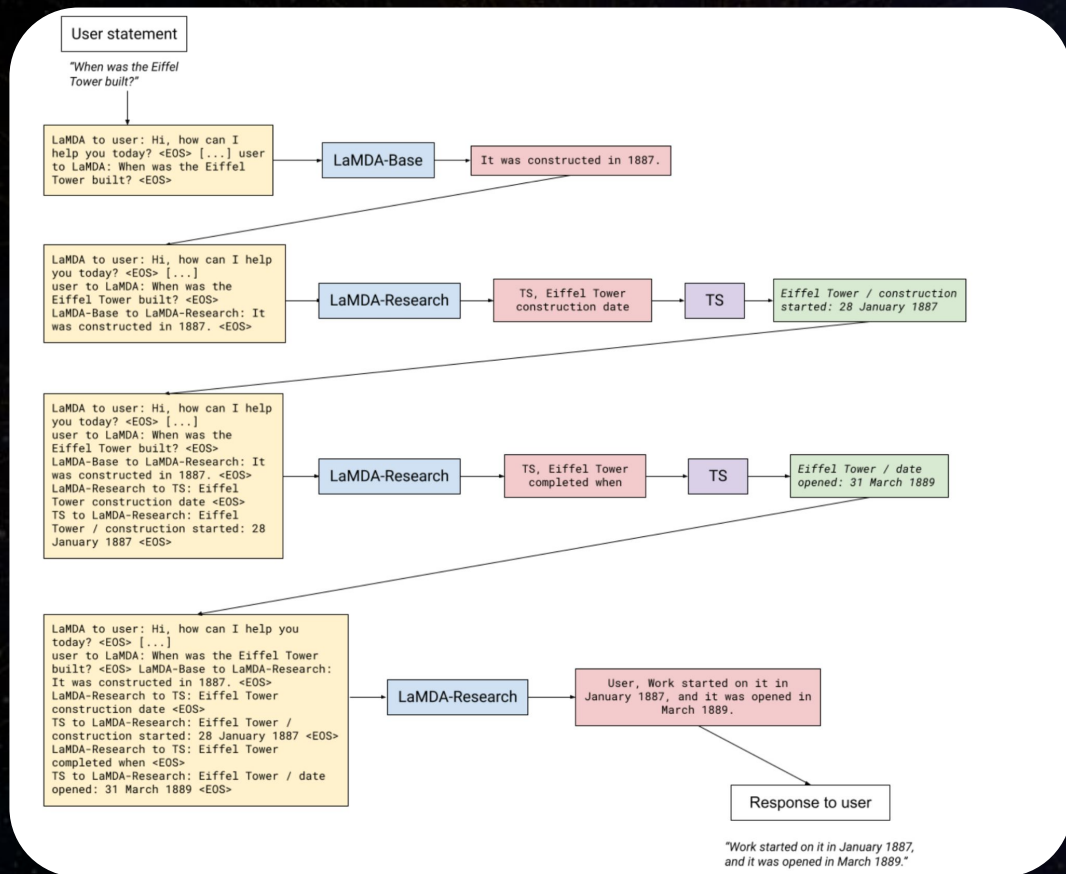 User statement
"When was the Eiffel
Tower built?"
LaMDA to user: Hi, how can I
help you today? <EOS> [...] user
to LaMDA: When was the Eiffel
Tower built? <EOS>
LaMDA-Base
It was constructed in 1887.
LaMDA to user: Hi, how can I help
you today? <EOS> [...]
user to LaMDA: When was the
Eiffel Tower built? <EOS>
LaMDA-Base to LaMDA-Research: It
was constructed in 1887. <EOS>
LaMDA-Research
TS, Eiffel Tower
construction date
TS
Eiffel Tower / construction
started: 28 January 1887
LaMDA to user: Hi, how can I help
you today? <EOS> [...]
user to LaMDA: When was the
Eiffel Tower built? <EOS>
LaMDA-Base to LaMDA-Research: It
was constructed in 1887. <EOS>
LaMDA-Research to TS: Eiffel
Tower construction date <EOS>
TS to LaMDA-Research: Eiffel
Tower / construction started: 28
January 1887 <EOS>
LaMDA-Research
TS, Eiffel Tower
completed when
TS
Eiffel Tower / date
opened: 31 March 1889
LaMDA to user: Hi, how can I help you
today? <EOS> [...]
user to LaMDA: When was the Eiffel Tower
built? <EOS> LaMDA-Base to LaMDA-Research:
It was constructed in 1887. <EOS>
LaMDA-Research to TS: Eiffel Tower
construction date <EOS>
TS to LaMDA-Research: Eiffel Tower /
construction started: 28 January 1887 <EOS>
LaMDA-Research to TS: Eiffel Tower
completed when <EOS>
TS to LaMDA-Research: Eiffel Tower / date
opened: 31 March 1889 <EOS>
LaMDA-Research
User, Work started on it in
January 1887, and it was opened in
March 1889.
Response to user
"Work started on it in January 1887,
and it was opened in March 1889."